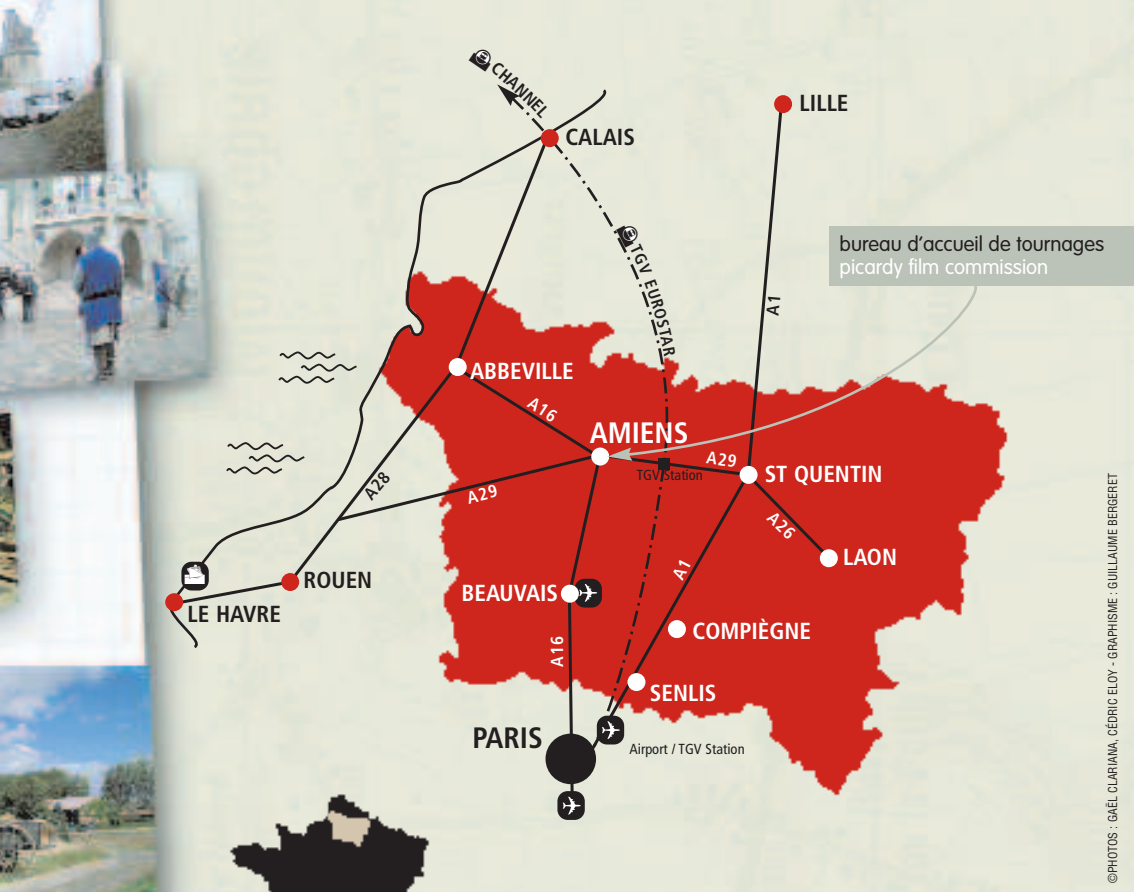 CHANNEL
LILLE
CALAIS
TGV EUROSTAR
bureau d'accueil de tournages
picardy film commission
A1
ABBEVILLE
A16
AMIENS
A29
TGV Station
ST QUENTIN
A28
A29
A26
LAON
A1
ROUEN
BEAUVAIS
LE HAVRE
COMPIÈGNE
A16
SENLIS
PARIS
Airport / TGV Station
©PHOTOS : GAËL CLARIANA, CÉDRIC ELOY - GRAPHISME : GUILLAUME BERGERET